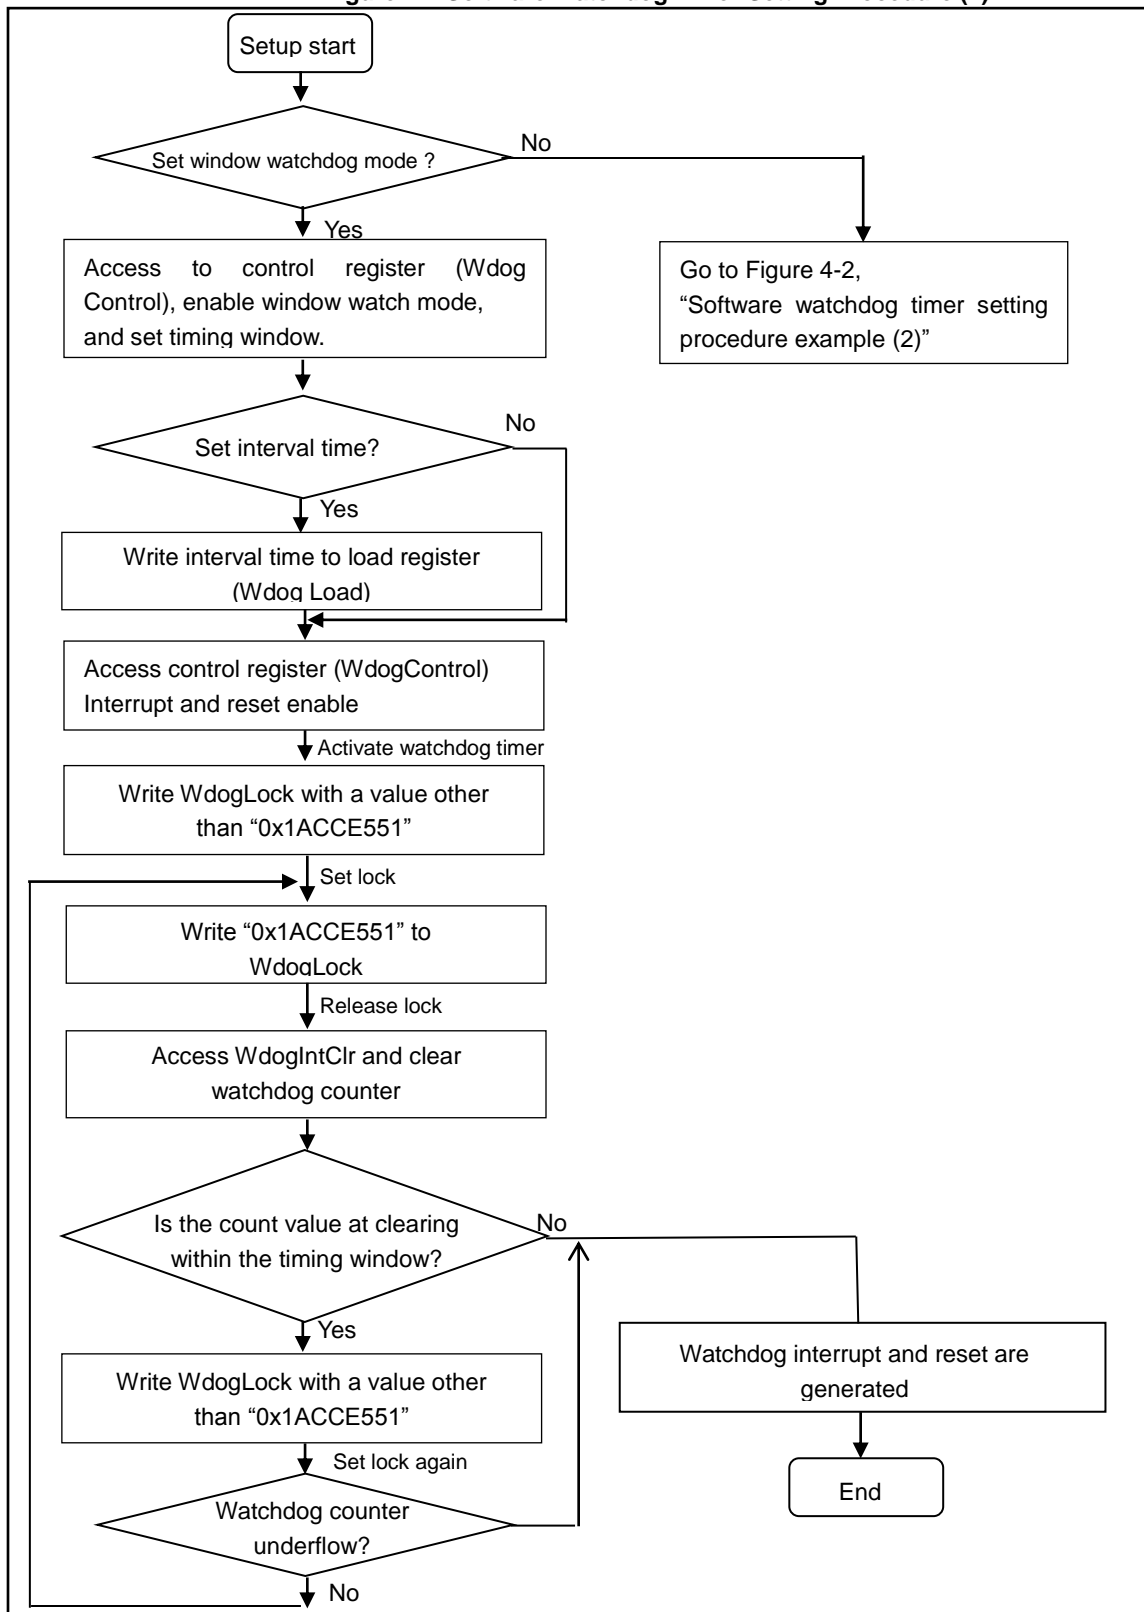 Setup start
Set window watchdog mode ?
No
Yes
Access to control register (Wdog
Control), enable window watch mode,
and set timing window.
Go to Figure 4-2,
“Software watchdog timer setting
procedure example (2)”
Set interval time?
No
Yes
Write interval time to load register
(Wdog Load)
Access control register (WdogControl)
Interrupt and reset enable
Activate watchdog timer
Write WdogLock with a value other
than “0x1ACCE551”
Set lock
Write “0x1ACCE551” to
WdogLock
Release lock
Access WdogIntClr and clear
watchdog counter
Is the count value at clearing
within the timing window?
No
Yes
Watchdog interrupt and reset are
generated
Write WdogLock with a value other
than “0x1ACCE551”
Set lock again
End
Watchdog counter
underflow?
No